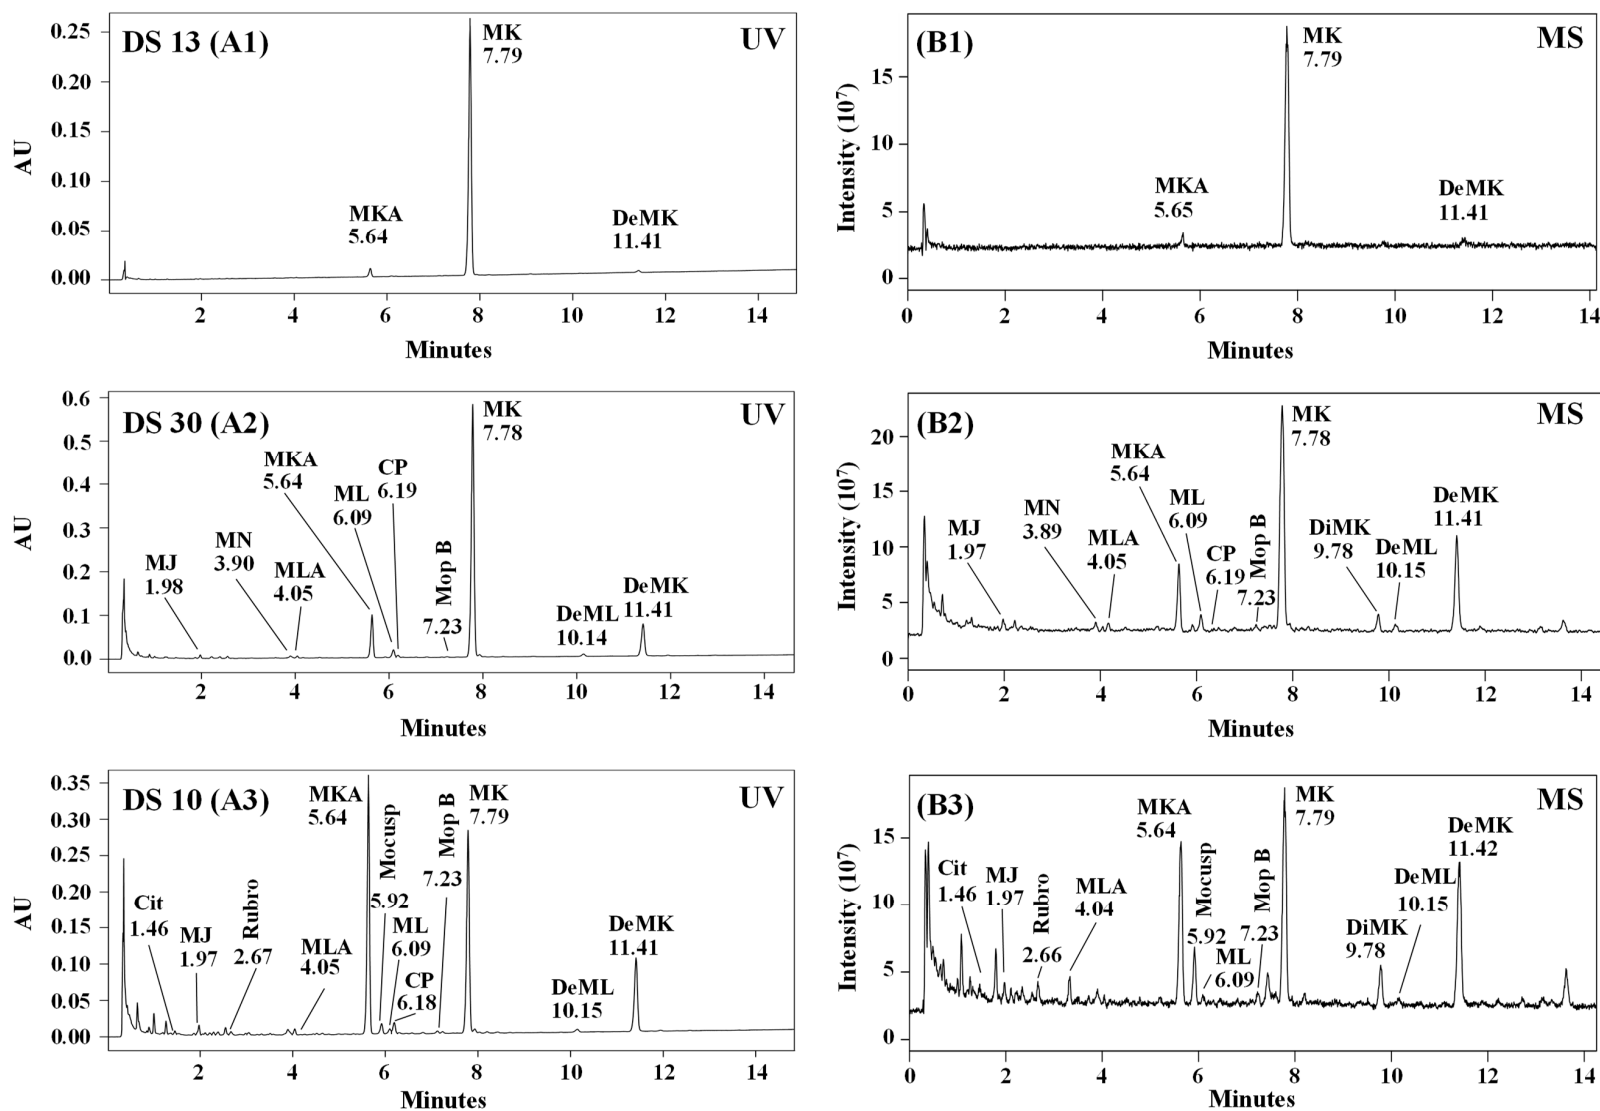 DS 13 (A1)
UV
AU
0.25
0.20
0.15
0.10
0.05
0.00
MK
7.79
MKA
5.64
DeMK
11.41
2 4 6 8 10 12 14
Minutes
(B1)
MS
Intensity (10⁷)
15
10
5
0
MK
7.79
MKA
5.65
DeMK
11.41
0 2 4 6 8 10 12 14
Minutes
DS 30 (A2)
UV
AU
0.6
0.5
0.4
0.3
0.2
0.1
0.0
MJ
1.98
MN
3.90
MLA
4.05
MKA
5.64
ML
6.09
CP
6.19
Mop B
7.23
MK
7.78
DeML
10.14
DeMK
11.41
2 4 6 8 10 12 14
Minutes
(B2)
MS
Intensity (10⁷)
20
15
10
5
0
MJ
1.97
MN
3.89
MLA
4.05
MKA
5.64
ML
6.09
CP
6.19
Mop B
7.23
MK
7.78
DiMK
9.78
DeML
10.15
DeMK
11.41
0 2 4 6 8 10 12 14
Minutes
DS 10 (A3)
UV
AU
0.35
0.30
0.25
0.20
0.15
0.10
0.05
0.00
Cit
1.46
MJ
1.97
Rubro
2.67
MLA
4.05
MKA
5.64
Mocusp
5.92
ML
6.09
CP
6.18
Mop B
7.23
MK
7.79
DeML
10.15
DeMK
11.41
2 4 6 8 10 12 14
Minutes
(B3)
MS
Intensity (10⁷)
15
10
5
0
Cit
1.46
MJ
1.97
Rubro
2.66
MLA
4.04
MKA
5.64
Mocusp
5.92
ML
6.09
Mop B
7.23
MK
7.79
DiMK
9.78
DeML
10.15
DeMK
11.42
0 2 4 6 8 10 12 14
Minutes